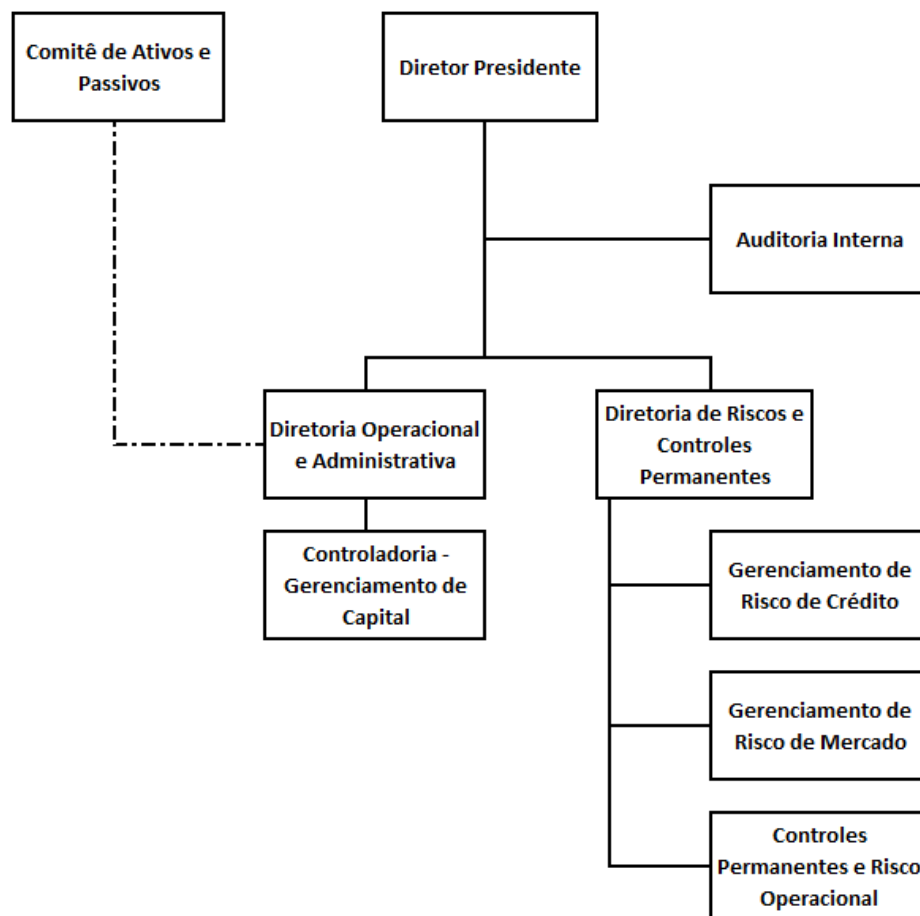 Comitê de Ativos e
Passivos
Diretor Presidente
Auditoria Interna
Diretoria Operacional
e Administrativa
Diretoria de Riscos e
Controles
Permanentes
Controladoria -
Gerenciamento de
Capital
Gerenciamento de
Risco de Crédito
Gerenciamento de
Risco de Mercado
Controles
Permanentes e Risco
Operacional